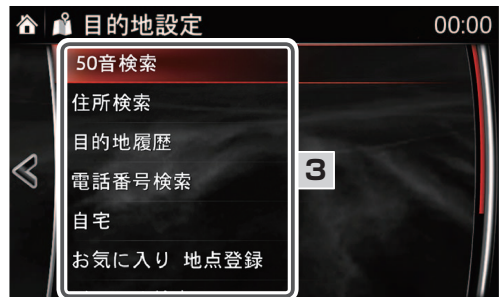 目的地設定 00:00
50音検索
住所検索
目的地履歴
電話番号検索
3
自宅
お気に入り 地点登録